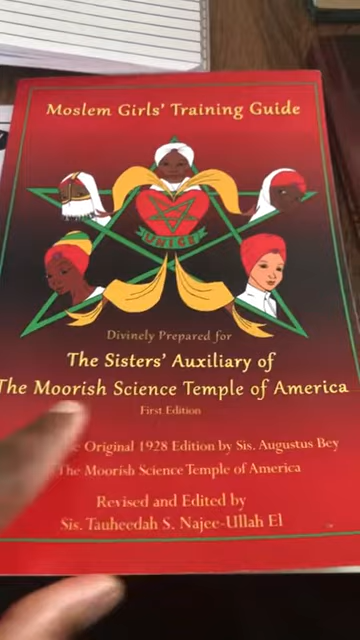 Moslem Girls' Training Guide
UNITY
Divinely Prepared for
The Sisters' Auxiliary of
The Moorish Science Temple of America
First Edition
Original 1928 Edition by Sis. Augustus Bey
The Moorish Science Temple of America
Revised and Edited by
Sis. Tauheedah S. Najee-Ullah El